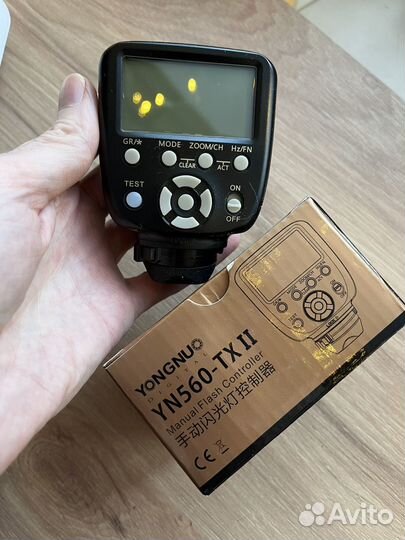 GR/*
MODE
ZOOM/CH
Hz/FN
CLEAR
ACT
TEST
ON
OFF
YONGNUO
DIGITAL
YN560-TX II
Manual Flash Controller
手动闪光灯控制器
CE
Avito